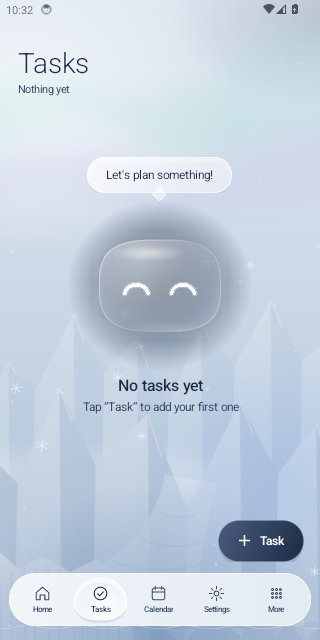 10:32
Tasks
Nothing yet
Let's plan something!
No tasks yet
Tap “Task” to add your first one
Task
Home
Tasks
Calendar
Settings
More